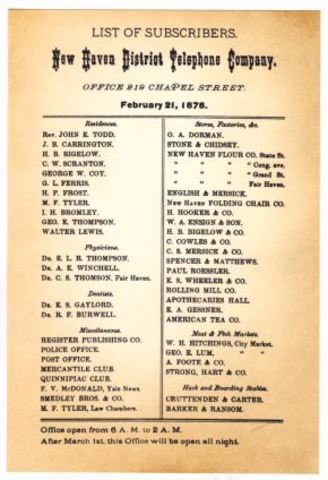 LIST OF SUBSCRIBERS.
New Haven District Telephone Company.
OFFICE 219 CHAPEL STREET.
February 21, 1878.
Residences.
Rev. JOHN E. TODD.
J. B. CARRINGTON.
H. B. BIGELOW.
C. W. SCRANTON.
GEORGE W. COY.
G. L. FERRIS.
H. P. FROST.
M. F. TYLER.
I. H. BROMLEY.
GEO. E. THOMPSON.
WALTER LEWIS.
Physicians.
Dr. E. L. R. THOMPSON.
Dr. A. E. WINCHELL.
Dr. C. S. THOMSON, Fair Haven.
Dentists.
Dr. E. S. GAYLORD.
Dr. R. F. BURWELL.
Miscellaneous.
REGISTER PUBLISHING CO.
POLICE OFFICE.
POST OFFICE.
MERCANTILE CLUB.
QUINNIPIAC CLUB.
F. V. McDONALD, Yale News.
SMEDLEY BROS. & CO.
M. F. TYLER, Law Chambers.
Stores, Factories, &c.
O. A. DORMAN.
STONE & CHIDSEY.
NEW HAVEN FLOUR CO. State St.
" " " " Cong. ave.
" " " " Grand St.
" " " Fair Haven.
ENGLISH & MERSICK.
New Haven FOLDING CHAIR CO.
H. HOOKER & CO.
W. A. ENSIGN & SON.
H. B. BIGELOW & CO.
C. COWLES & CO.
C. S. MERSICK & CO.
SPENCER & MATTHEWS.
PAUL ROESSLER.
E. S. WHEELER & CO.
ROLLING MILL CO.
APOTHECARIES HALL.
E. A. GESSNER.
AMERICAN TEA CO.
Meat & Fish Markets.
W. H. HITCHINGS, City Market.
GEO. E. LUM, " "
A. FOOTE & CO.
STRONG, HART & CO.
Hack and Boarding Stables.
CRUTTENDEN & CARTER.
BARKER & RANSOM.
Office open from 6 A. M. to 2 A. M.
After March 1st, this Office will be open all night.